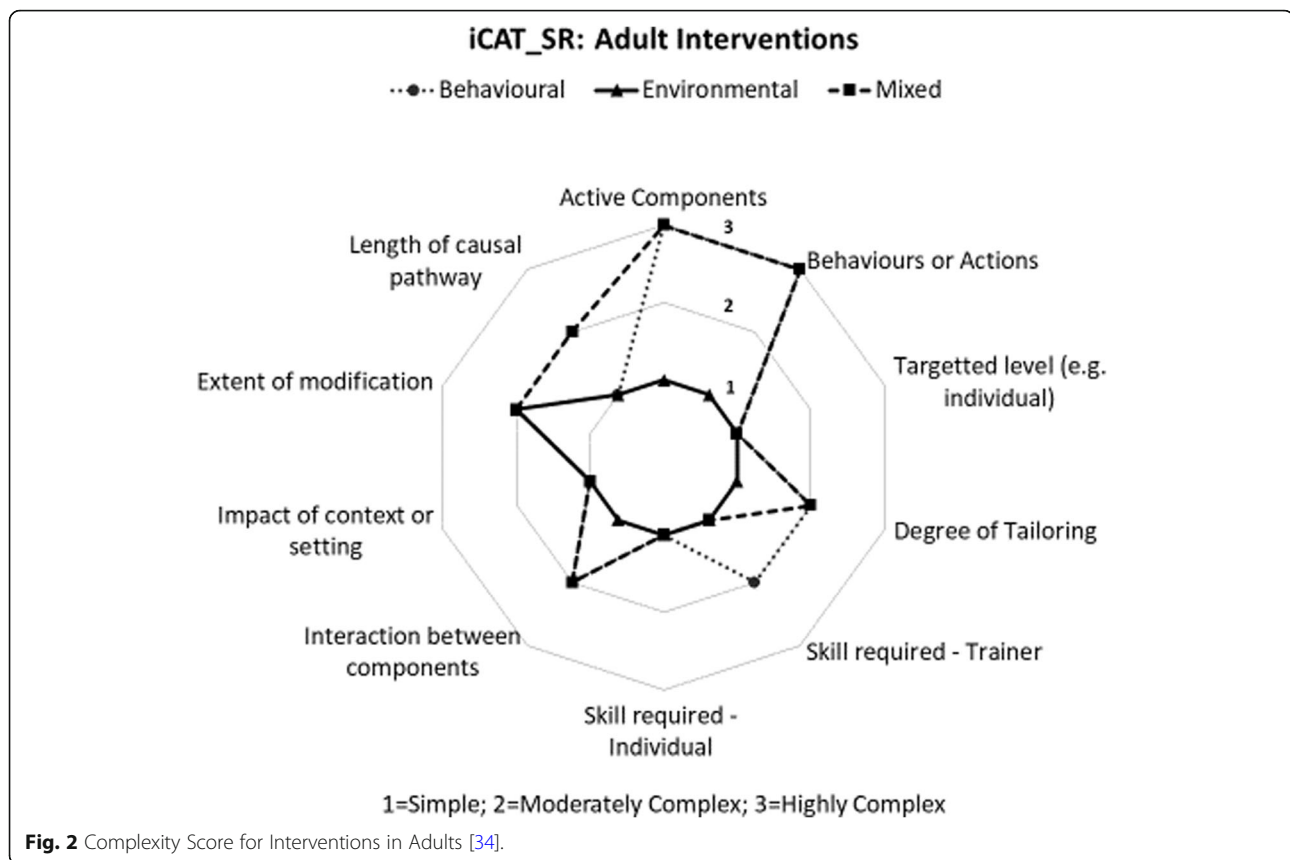 iCAT_SR: Adult Interventions
Behavioural Environmental Mixed
Active Components
3
Length of causal
pathway
Behaviours or Actions
2
Extent of modification
1
Targetted level (e.g.
individual)
Impact of context or
setting
Degree of Tailoring
Interaction between
components
Skill required - Trainer
Skill required -
Individual
1=Simple; 2=Moderately Complex; 3=Highly Complex
Fig. 2 Complexity Score for Interventions in Adults [34].